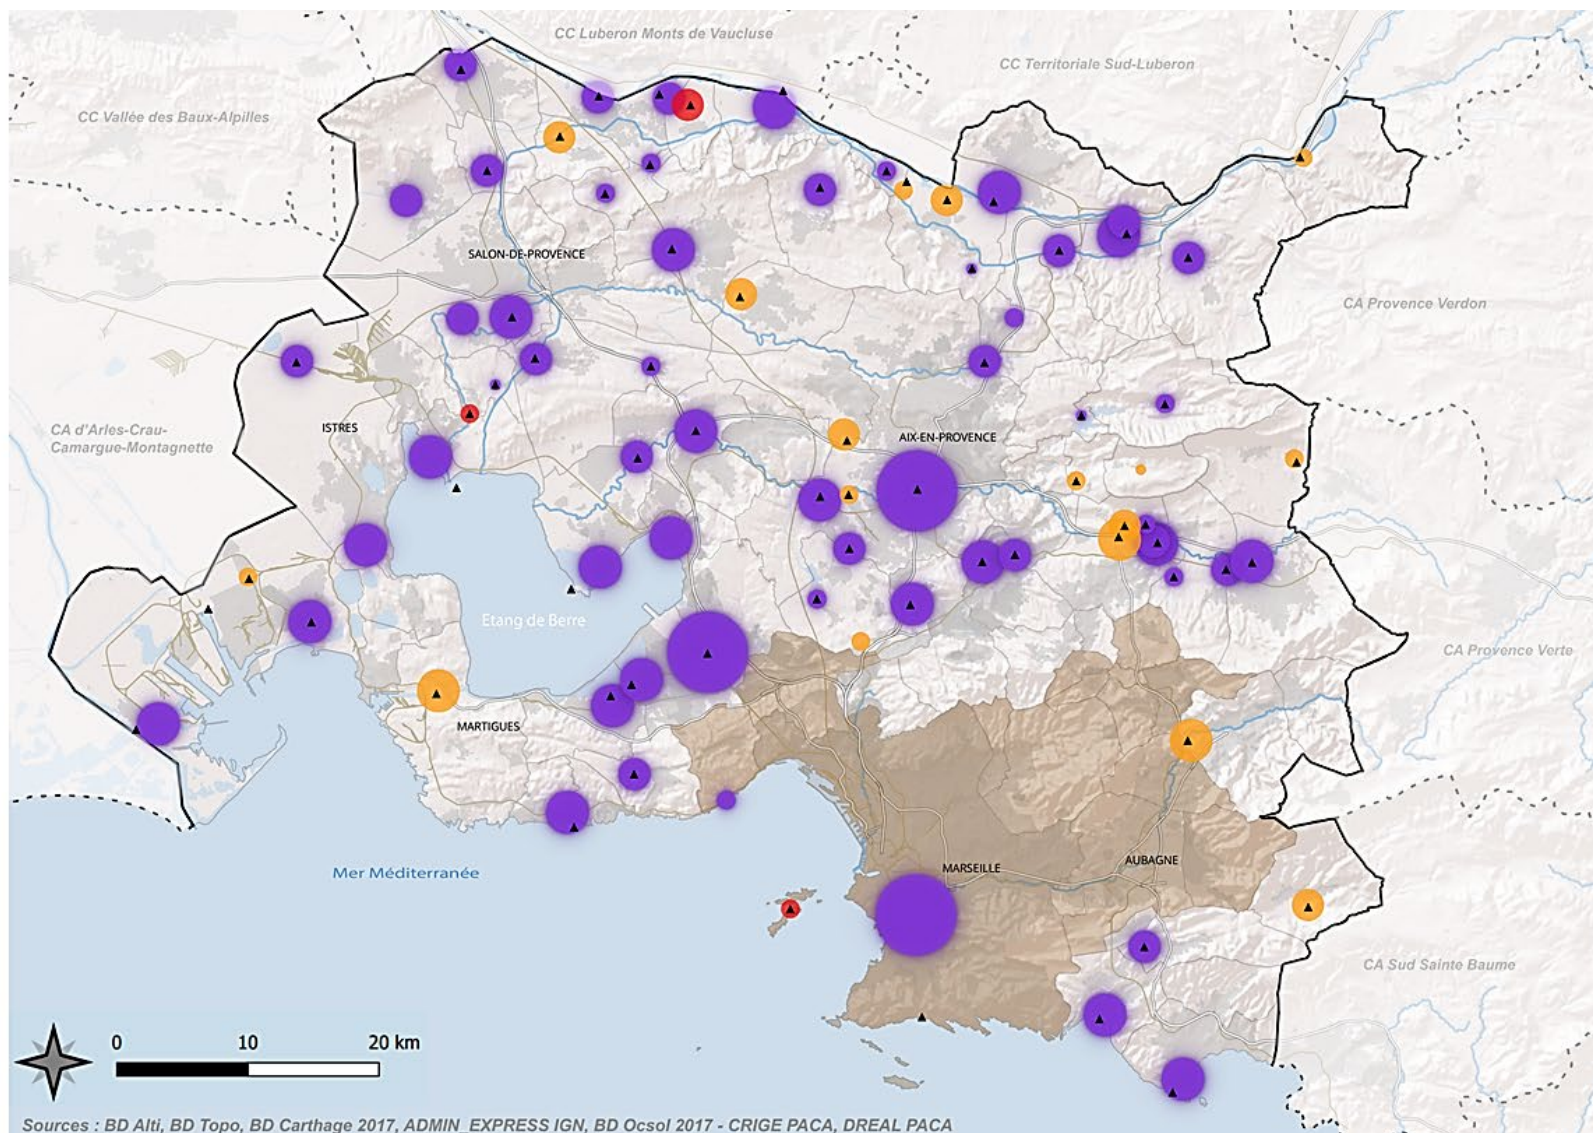 CC Luberon Monts de Vaucluse
CC Territoriale Sud-Luberon
CC Vallée des Baux-Alpilles
SALON-DE-PROVENCE
CA Provence Verdon
CA d'Arles-Crau-
Camargue-Montagnette
ISTRES
AIX-EN-PROVENCE
Etang de Berre
CA Provence Verte
MARTIGUES
Mer Méditerranée
MARSEILLE
AUBAGNE
CA Sud Sainte Baume
0 10 20 km
Sources : BD Alti, BD Topo, BD Carthage 2017, ADMIN_EXPRESS IGN, BD Ocsol 2017 - CRIGE PACA, DREAL PACA